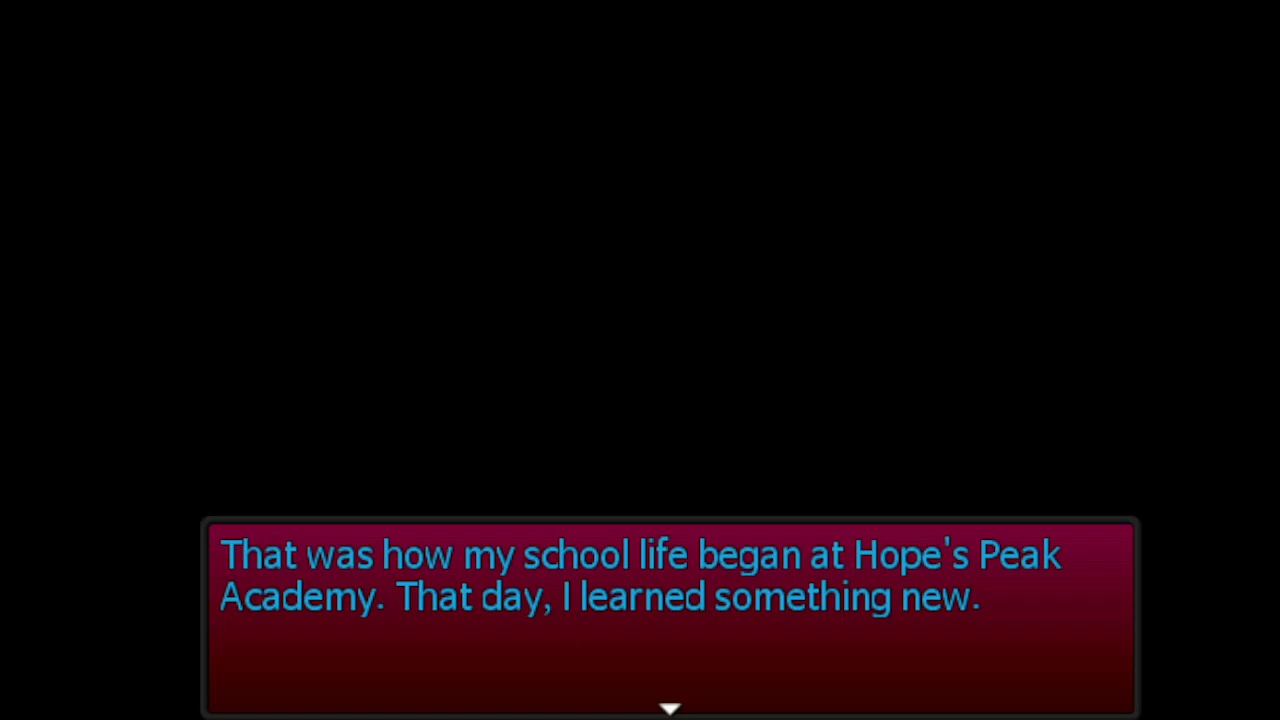 That was how my school life began at Hope's Peak
Academy. That day, I learned something new.